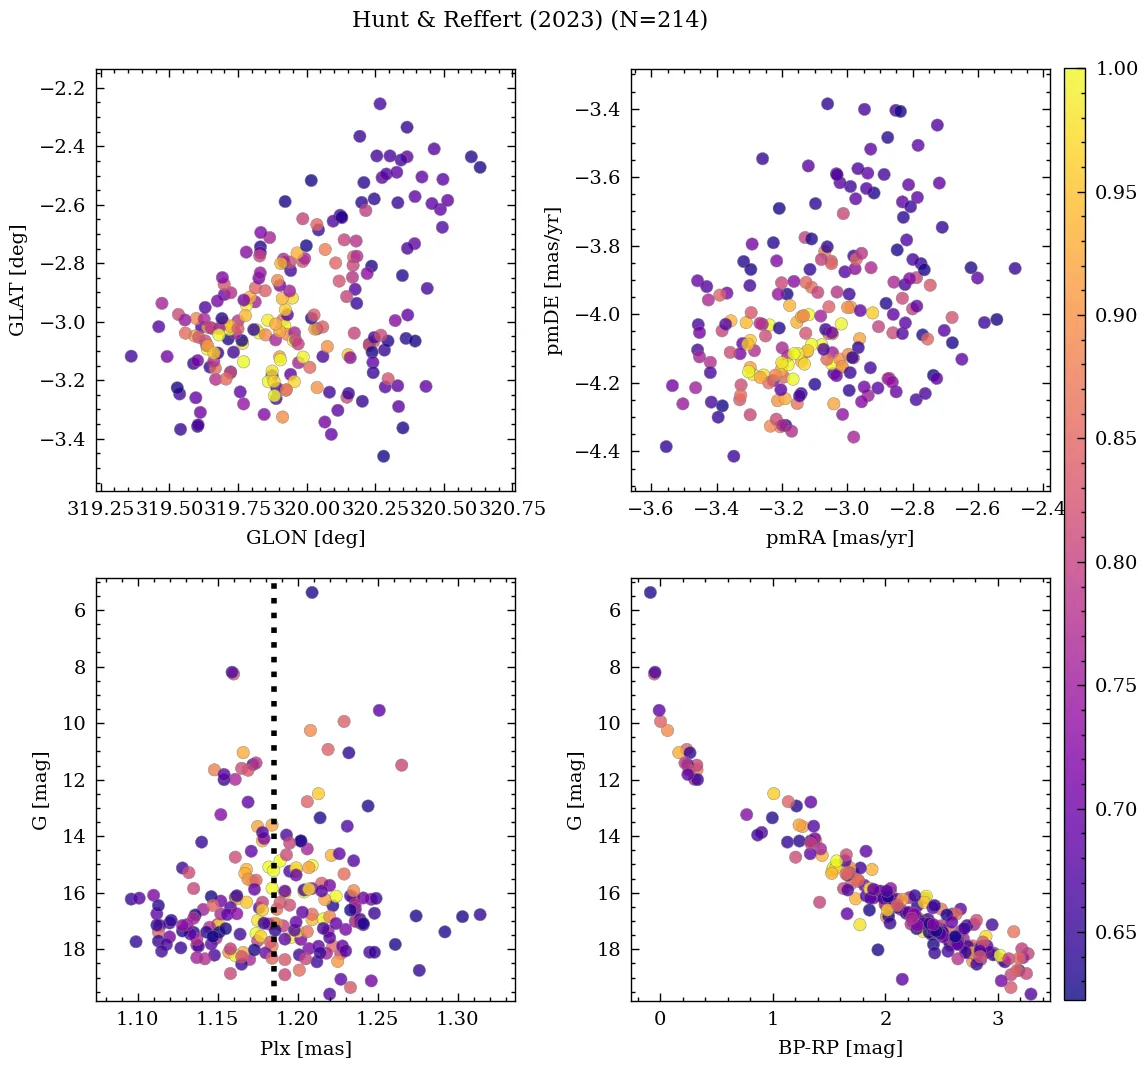 Hunt & Reffert (2023) (N=214)
−2.2
−2.4
−2.6
−2.8
−3.0
−3.2
−3.4
GLAT [deg]
319.25 319.50 319.75 320.00 320.25 320.50 320.75
GLON [deg]
−3.4
−3.6
−3.8
−4.0
−4.2
−4.4
pmDE [mas/yr]
−3.6 −3.4 −3.2 −3.0 −2.8 −2.6 −2.4
pmRA [mas/yr]
1.00
0.95
0.90
0.85
0.80
0.75
0.70
0.65
6
8
10
12
14
16
18
G [mag]
1.10 1.15 1.20 1.25 1.30
Plx [mas]
6
8
10
12
14
16
18
G [mag]
0 1 2 3
BP-RP [mag]